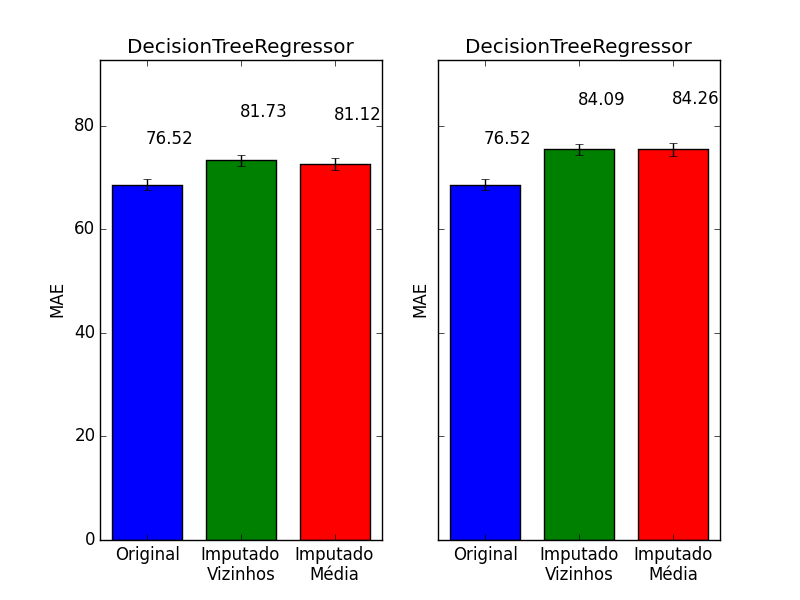 DecisionTreeRegressor
MAE
80
60
40
20
0
76.52
81.73
81.12
Original
Imputado
Vizinhos
Imputado
Média
DecisionTreeRegressor
MAE
76.52
84.09
84.26
Original
Imputado
Vizinhos
Imputado
Média